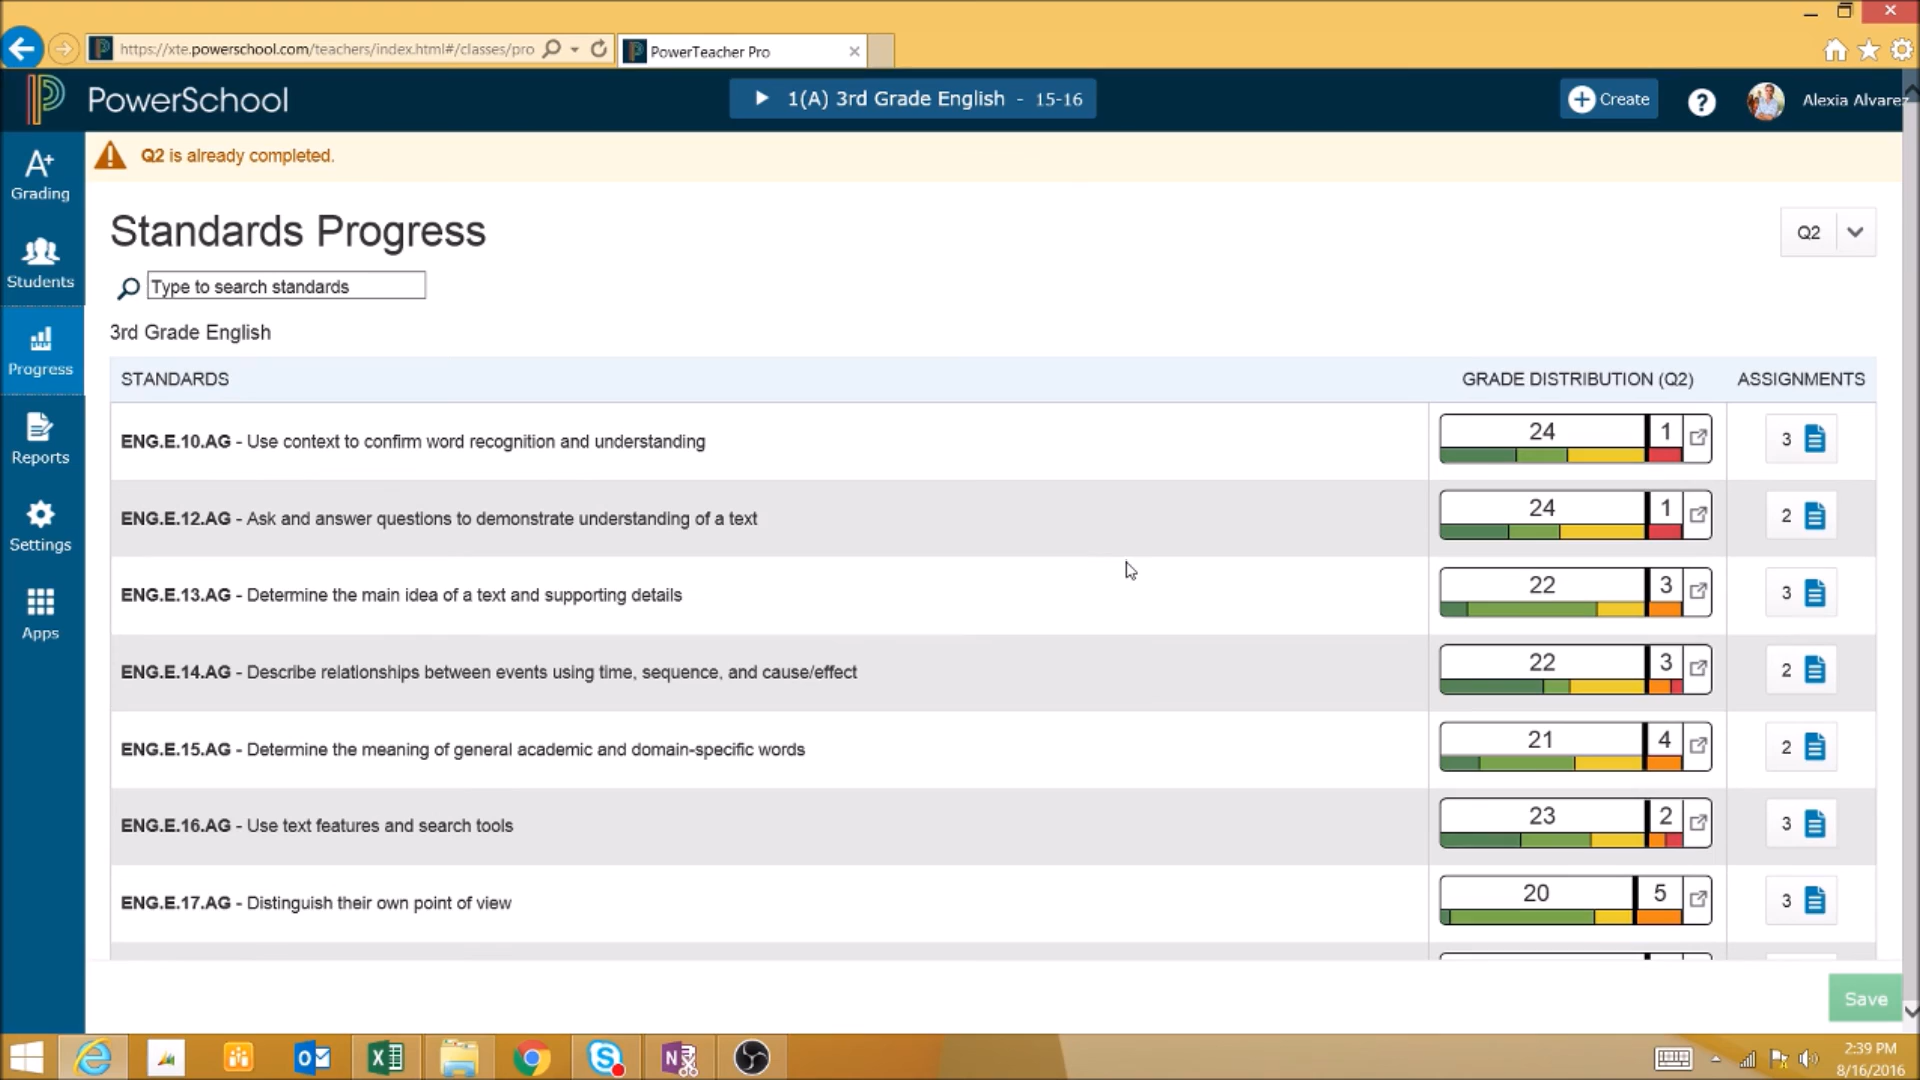 https://xte.powerschool.com/teachers/index.html#/classes/pro
PowerTeacher Pro
PowerSchool
1(A) 3rd Grade English - 15-16
Create
?
Alexia Alvarez
A+
Grading
Students
Progress
Reports
Settings
Apps
Q2 is already completed.
Standards Progress
Q2
Type to search standards
3rd Grade English
STANDARDS GRADE DISTRIBUTION (Q2) ASSIGNMENTS
ENG.E.10.AG - Use context to confirm word recognition and understanding 24 1 3
ENG.E.12.AG - Ask and answer questions to demonstrate understanding of a text 24 1 2
ENG.E.13.AG - Determine the main idea of a text and supporting details 22 3 3
ENG.E.14.AG - Describe relationships between events using time, sequence, and cause/effect 22 3 2
ENG.E.15.AG - Determine the meaning of general academic and domain-specific words 21 4 2
ENG.E.16.AG - Use text features and search tools 23 2 3
ENG.E.17.AG - Distinguish their own point of view 20 5 3
Save
2:39 PM
8/16/2016